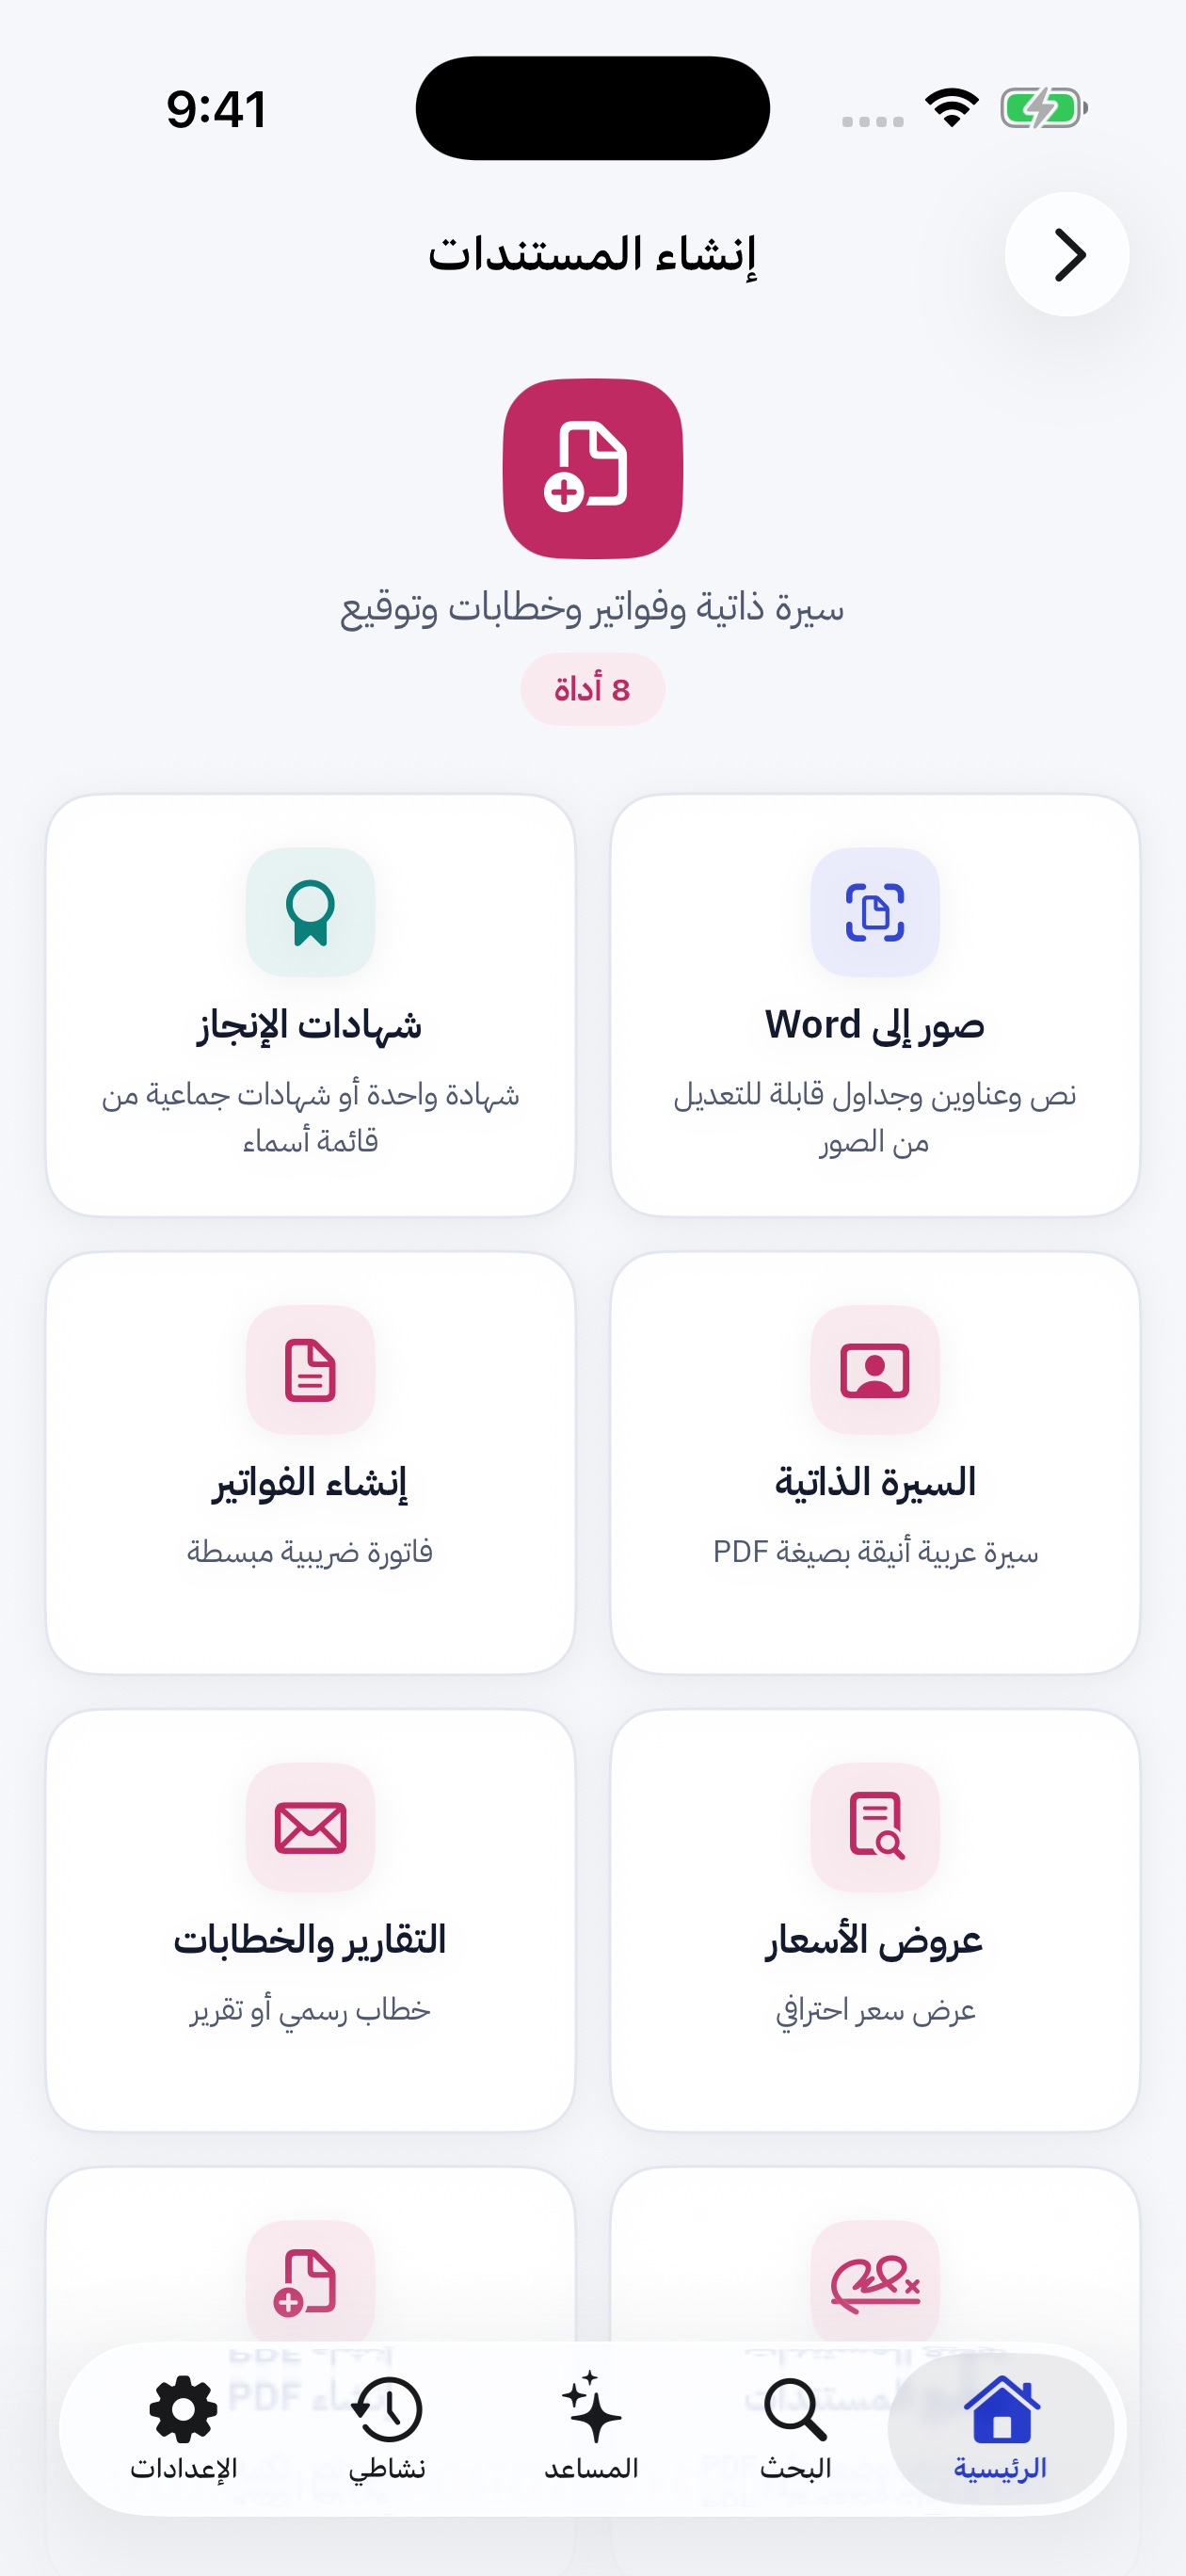 9:41
إنشاء المستندات
سيرة ذاتية وفواتير وخطابات وتوقيع
8 أداة
صور إلى Word
نص وعناوين وجداول قابلة للتعديل
من الصور
شهادات الإنجاز
شهادة واحدة أو شهادات جماعية من
قائمة أسماء
السيرة الذاتية
سيرة عربية أنيقة بصيغة PDF
إنشاء الفواتير
فاتورة ضريبية مبسطة
عروض الأسعار
عرض سعر احترافي
التقارير والخطابات
خطاب رسمي أو تقرير
المستندات
إنشاء PDF
الرئيسية
البحث
المساعد
نشاطي
الإعدادات